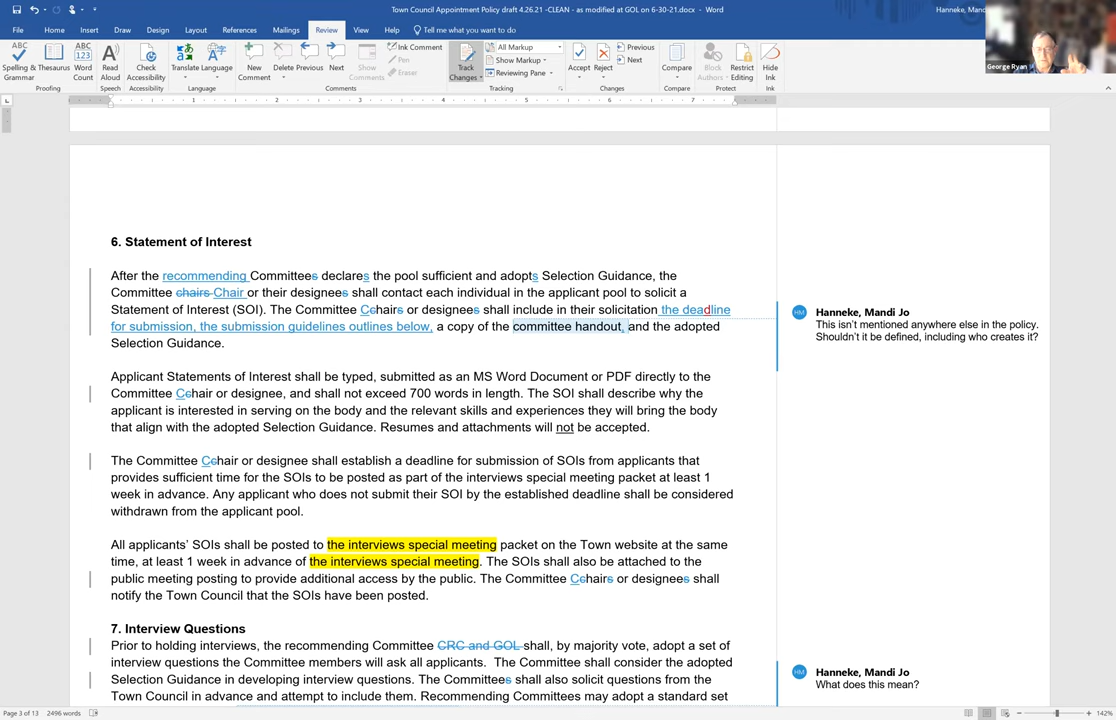 Town Council Appointment Policy draft 4.26.21 -CLEAN - as modified at GOL on 6-30-21.docx - Word
Hanneke, Mandi
George Ryan
File Home Insert Draw Design Layout References Mailings Review View Help Tell me what you want to do
ABC ABC 123
Spelling & Grammar Thesaurus Word Count Read Aloud Check Accessibility Translate Language New Comment Delete Previous Next Show Comments
Ink Comment
Pen
Eraser
Track Changes
All Markup
Show Markup
Reviewing Pane
Accept Reject
Previous
Next
Compare Block Authors Restrict Editing Hide Ink
Proofing Speech Accessibility Language Comments Tracking Changes Compare Protect Ink
1 2 3 4 5 6 7
6. Statement of Interest
After the recommending Committees declares the pool sufficient and adopts Selection Guidance, the
Committee chairs Chair or their designees shall contact each individual in the applicant pool to solicit a
Statement of Interest (SOI). The Committee Cchairs or designees shall include in their solicitation the deadline
for submission, the submission guidelines outlines below, a copy of the committee handout, and the adopted
Selection Guidance.
Hanneke, Mandi Jo
This isn't mentioned anywhere else in the policy.
Shouldn't it be defined, including who creates it?
Applicant Statements of Interest shall be typed, submitted as an MS Word Document or PDF directly to the
Committee Cchair or designee, and shall not exceed 700 words in length. The SOI shall describe why the
applicant is interested in serving on the body and the relevant skills and experiences they will bring the body
that align with the adopted Selection Guidance. Resumes and attachments will not be accepted.
The Committee Cchair or designee shall establish a deadline for submission of SOIs from applicants that
provides sufficient time for the SOIs to be posted as part of the interviews special meeting packet at least 1
week in advance. Any applicant who does not submit their SOI by the established deadline shall be considered
withdrawn from the applicant pool.
All applicants' SOIs shall be posted to the interviews special meeting packet on the Town website at the same
time, at least 1 week in advance of the interviews special meeting. The SOIs shall also be attached to the
public meeting posting to provide additional access by the public. The Committee Cchairs or designees shall
notify the Town Council that the SOIs have been posted.
7. Interview Questions
Prior to holding interviews, the recommending Committee CRC and GOL shall, by majority vote, adopt a set of
interview questions the Committee members will ask all applicants. The Committee shall consider the adopted
Selection Guidance in developing interview questions. The Committees shall also solicit questions from the
Town Council in advance and attempt to include them. Recommending Committees may adopt a standard set
Hanneke, Mandi Jo
What does this mean?
Page 3 of 13 2496 words
142%